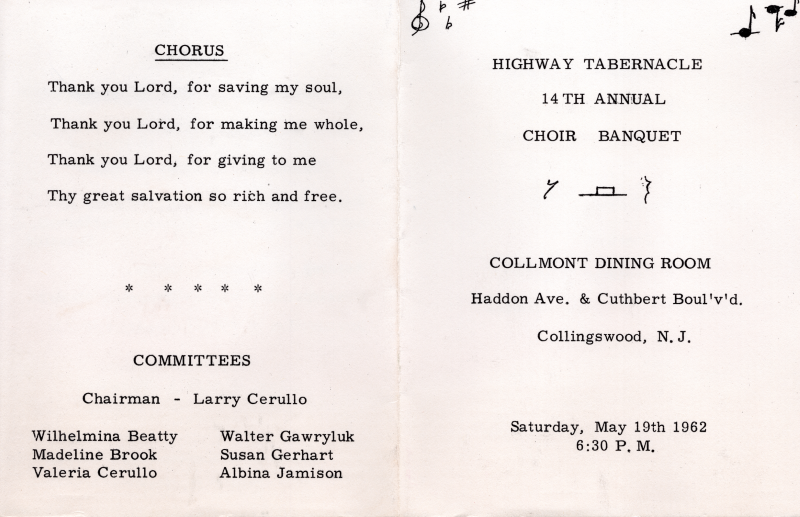 CHORUS
Thank you Lord, for saving my soul,
Thank you Lord, for making me whole,
Thank you Lord, for giving to me
Thy great salvation so rich and free.
* * * * *
COMMITTEES
Chairman - Larry Cerullo
Wilhelmina Beatty Walter Gawryluk
Madeline Brook Susan Gerhart
Valeria Cerullo Albina Jamison
HIGHWAY TABERNACLE
14TH ANNUAL
CHOIR BANQUET
COLLMONT DINING ROOM
Haddon Ave. & Cuthbert Boul'v'd.
Collingswood, N.J.
Saturday, May 19th 1962
6:30 P.M.